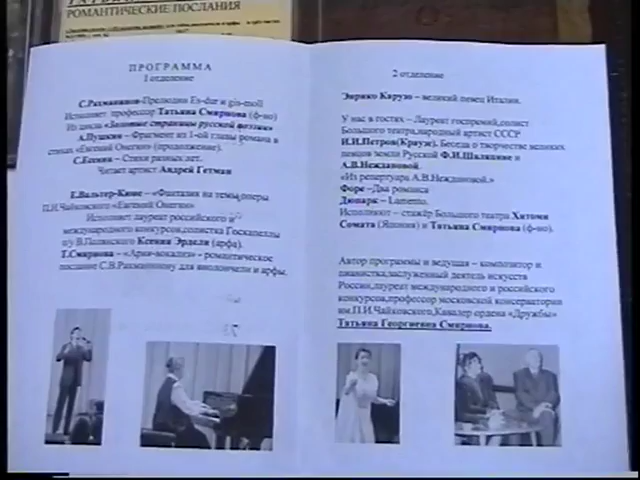 РОМАНТИЧЕСКИЕ ПОСЛАНИЯ
ПРОГРАММА
1 отделение
С.Рахманинов-Прелюдии Es-dur и gis-moll
Исполняет профессор Татьяна Смирнова (ф-но)
Из цикла «Золотые страницы русской поэзии»
А.Пушкин – Фрагмент из 1-ой главы романа в
стихах «Евгений Онегин» (продолжение).
С.Есенин – Стихи разных лет.
Читает артист Андрей Гетман
Е.Вальтер-Кюне – «Фантазия на темы оперы
П.И.Чайковского «Евгений Онегин»
Исполняет лауреат российского и
международного конкурсов,солистка Госкапеллы
п/у В.Полянского Ксения Эрдели (арфа).
Т.Смирнова – «Ария-вокализ» - романтическое
послание С.В.Рахманинову для виолончели и арфы.
2 отделение
Энрико Карузо – великий певец Италии.
У нас в гостях – Лауреат госпремий,солист
Большого театра,народный артист СССР
И.И.Петров(Краузе). Беседа о творчестве великих
певцов земли Русской Ф.И.Шаляпине и
А.В.Неждановой.
«Из репертуара А.В.Неждановой.»
Форе –Два романса
Дюпарк – Lamento.
Исполняют – стажёр Большого театра Хитоми
Сомата (Япония) и Татьяна Смирнова (ф-но).
Автор программы и ведущая – композитор и
пианистка,заслуженный деятель искусств
России,лауреат международного и российского
конкурсов,профессор московской консерватории
им.П.И.Чайковского,Кавалер ордена «Дружбы»
Татьяна Георгиевна Смирнова.